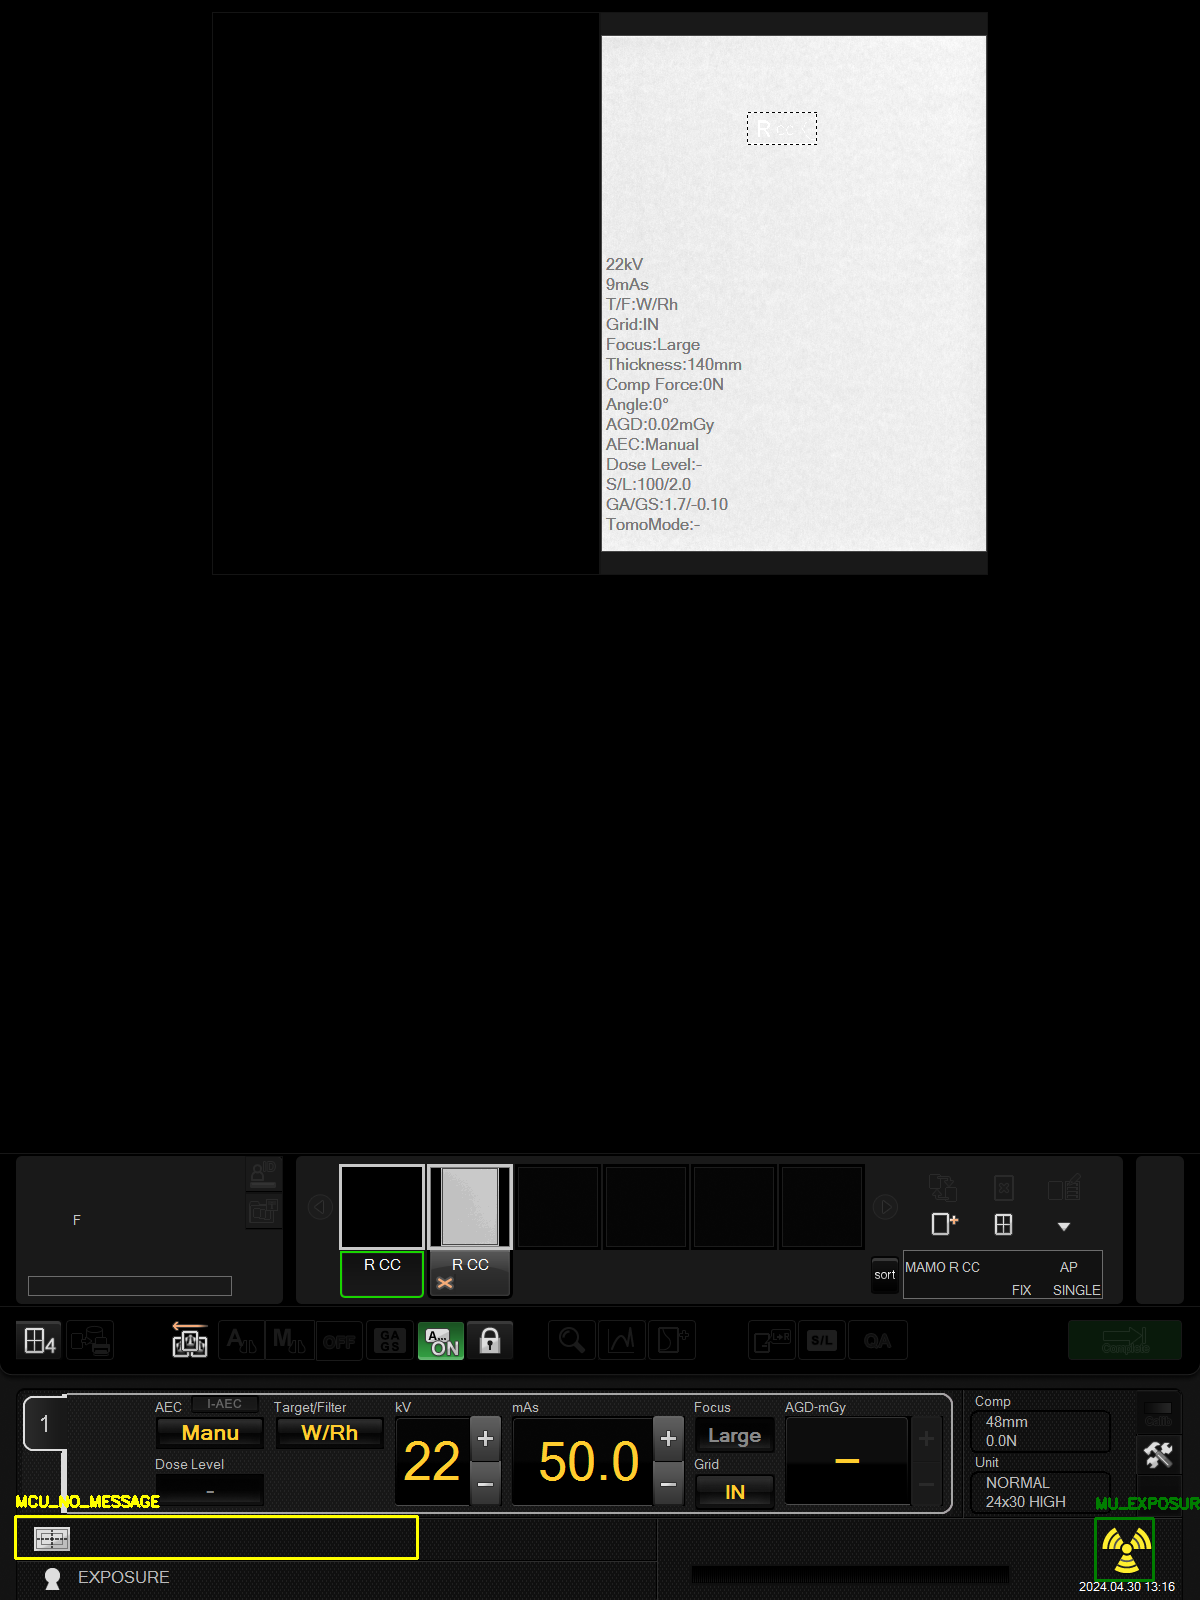 R CC
22kV
9mAs
T/F:W/Rh
Grid:IN
Focus:Large
Thickness:140mm
Comp Force:0N
Angle:0°
AGD:0.02mGy
AEC:Manual
Dose Level:-
S/L:100/2.0
GA/GS:1.7/-0.10
TomoMode:-
F
R CC
R CC
sort
MAMO R CC AP
FIX SINGLE
4
A
M
OFF
GA
GS
A...
ON
S/L
QA
Complete
1
AEC I-AEC
Manu
Dose Level
-
Target/Filter
W/Rh
kV
22
+
−
mAs
50.0
+
−
Focus
Large
Grid
IN
AGD-mGy
–
+
−
Comp
48mm
0.0N
Unit
NORMAL
24x30 HIGH
MCU_NO_MESSAGE
MU_EXPOSUR
EXPOSURE
2024.04.30 13:16